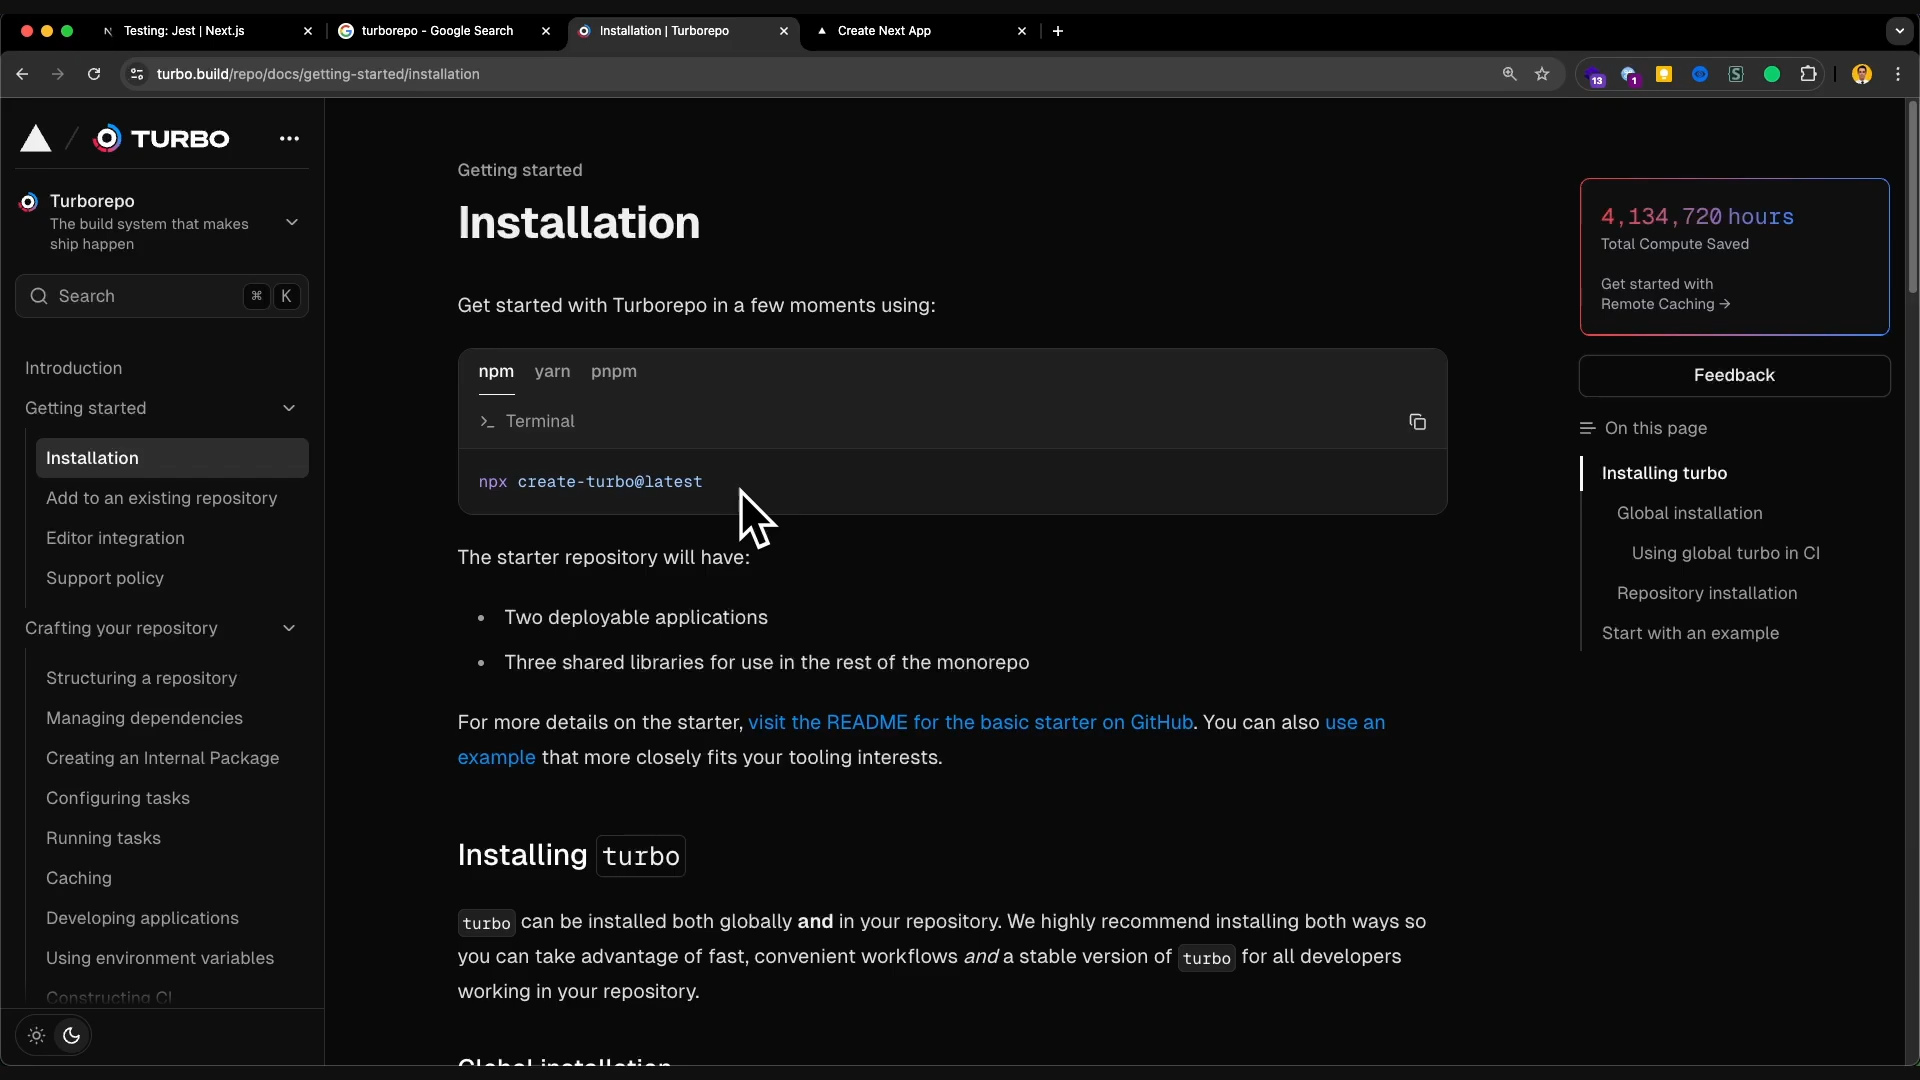 Testing: Jest | Next.js
turborepo - Google Search
Installation | Turborepo
Create Next App
turbo.build/repo/docs/getting-started/installation
13
1
TURBO
Turborepo
The build system that makes
ship happen
Search
⌘ K
Introduction
Getting started
Installation
Add to an existing repository
Editor integration
Support policy
Crafting your repository
Structuring a repository
Managing dependencies
Creating an Internal Package
Configuring tasks
Running tasks
Caching
Developing applications
Using environment variables
Constructing CI
Getting started
Installation
Get started with Turborepo in a few moments using:
npm yarn pnpm
Terminal
npx create-turbo@latest
The starter repository will have:
• Two deployable applications
• Three shared libraries for use in the rest of the monorepo
For more details on the starter, visit the README for the basic starter on GitHub. You can also use an
example that more closely fits your tooling interests.
Installing turbo
turbo can be installed both globally and in your repository. We highly recommend installing both ways so
you can take advantage of fast, convenient workflows and a stable version of turbo for all developers
working in your repository.
Global installation
4,134,720 hours
Total Compute Saved
Get started with
Remote Caching →
Feedback
On this page
Installing turbo
Global installation
Using global turbo in CI
Repository installation
Start with an example